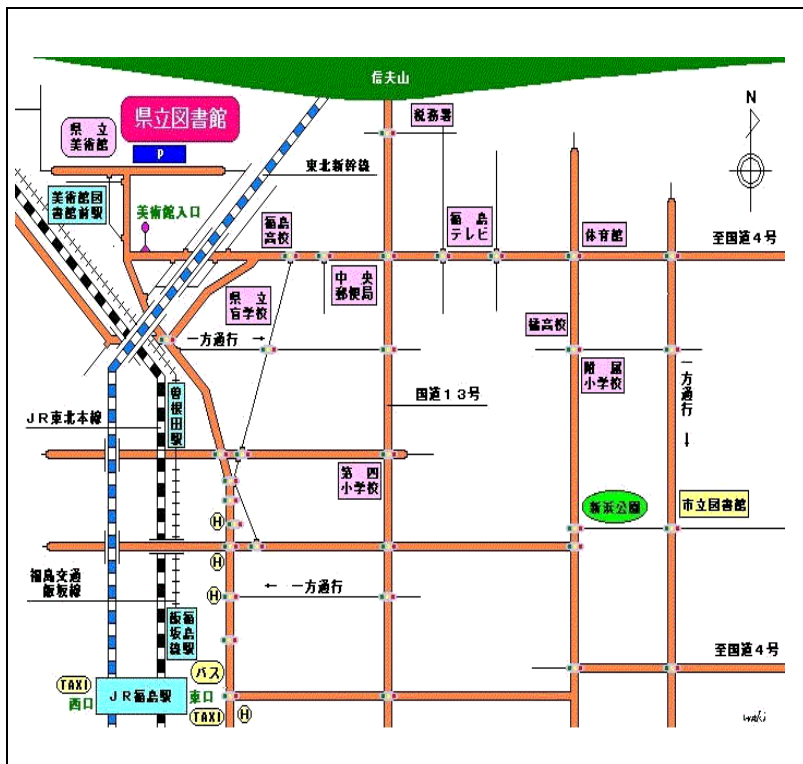 信夫山
県立図書館
県立
美術館
P
税務署
N
東北新幹線
美術館図
書館前駅
美術館入口
福島
高校
福島
テレビ
体育館
至国道4号
中央
郵便局
県立
盲学校
橘高校
一方通行 →
附属
小学校
一方通行
↓
曽根田駅
国道13号
JR東北本線
第四
小学校
新浜公園
市立図書館
H
H
福島交通
飯坂線
← 一方通行
H
福島駅
飯坂線
至国道4号
バス
TAXI
JR福島駅
東口
西口
TAXI
H
waki